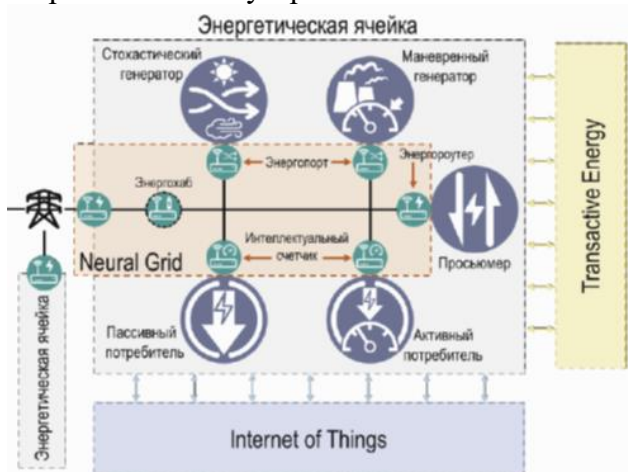 Энергетическая ячейка
Стохастический
генератор
Маневренный
генератор
Энергопорт
Энергороутер
Энергохаб
Интеллектуальный
счетчик
Neural Grid
Просьюмер
Пассивный
потребитель
Активный
потребитель
Энергетическая ячейка
Transactive Energy
Internet of Things